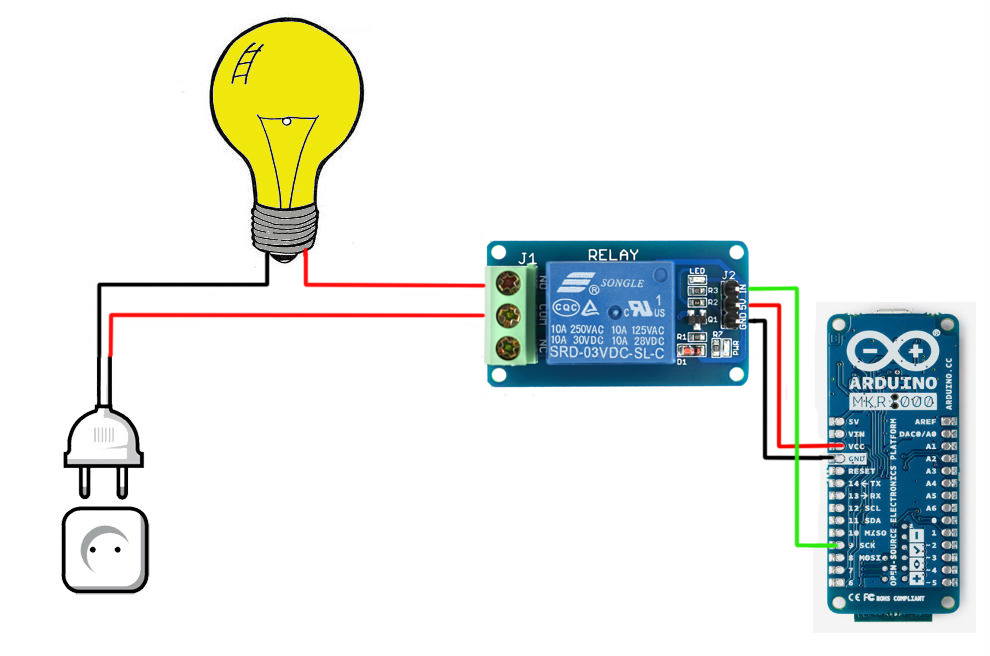 J1
RELAY
NO
COM
NC
SONGLE
®
CQC
c UL US
1
10A 250VAC 10A 125VAC
10A 30VDC 10A 28VDC
SRD-03VDC-SL-C
LED
R3
R2
Q1
R1
D1
R7
PWR
J2
IN
5V
GND
®
ARDUINO
ARDUINO.CC
OPEN-SOURCE ELECTRONICS PLATFORM
5V AREF
VIN DAC0/A0
VCC A1
GND A2
RESET A3
14←TX A4
13→RX A5
12 SCL A6
11 SDA 0
10 MISO 1
9 SCK ~2
8 MOSI ~3
7 ~4
6 ~5
CE FC ROHS COMPLIANT